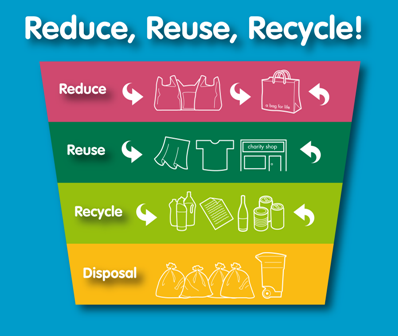 Reduce, Reuse, Recycle!
Reduce
a bag for life
Reuse
charity shop
Recycle
Disposal